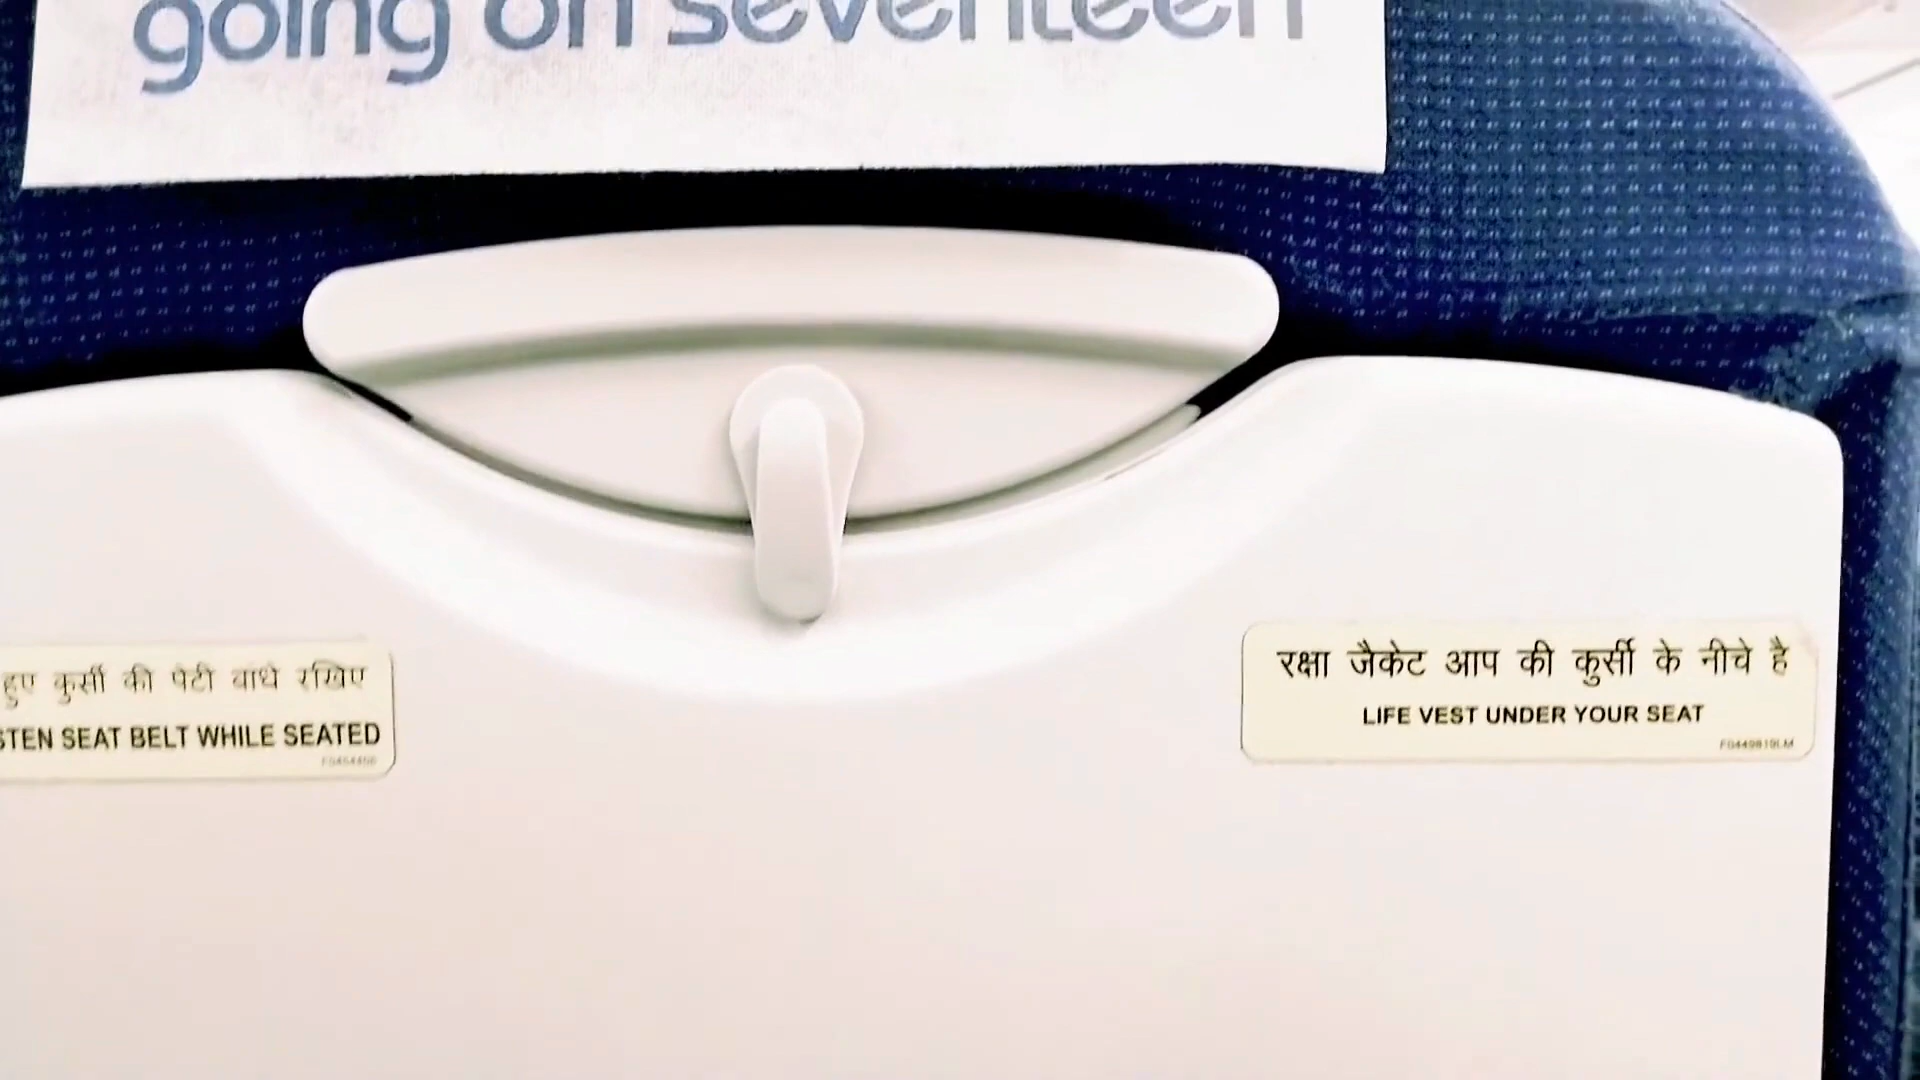 going on seventeen
हुए कुर्सी की पेटी बाधे रखिए
STEN SEAT BELT WHILE SEATED
रक्षा जैकेट आप की कुर्सी के नीचे है
LIFE VEST UNDER YOUR SEAT